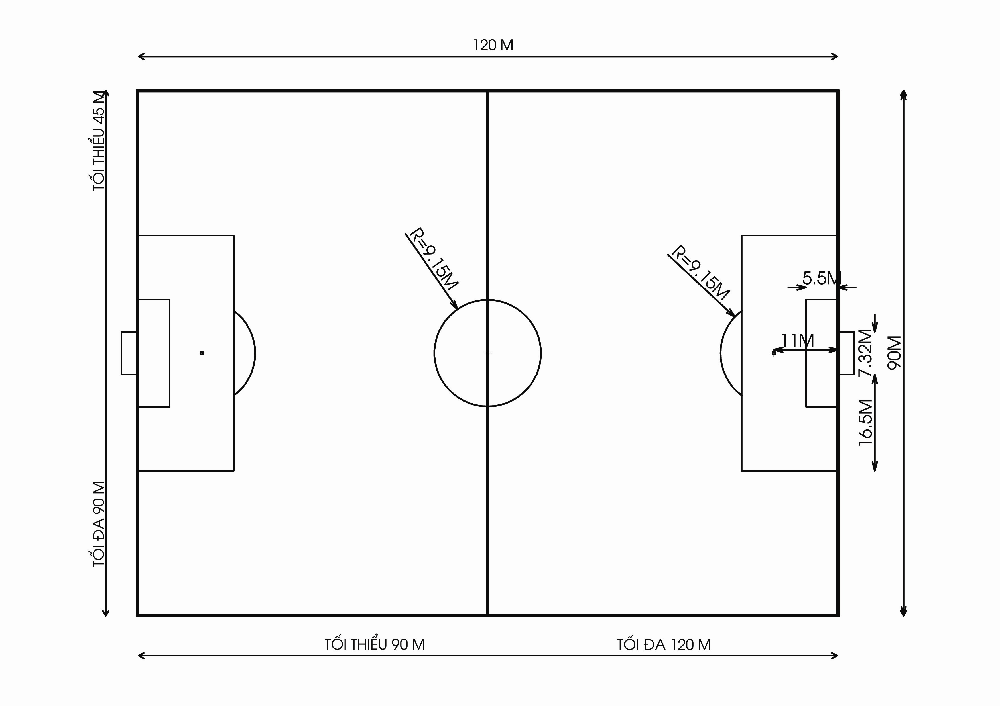 120 M
TỐI THIỂU 45 M
R=9.15M
R=9.15M
5.5M
11M
7.32M
90M
16.5M
TỐI ĐA 90 M
TỐI THIỂU 90 M
TỐI ĐA 120 M